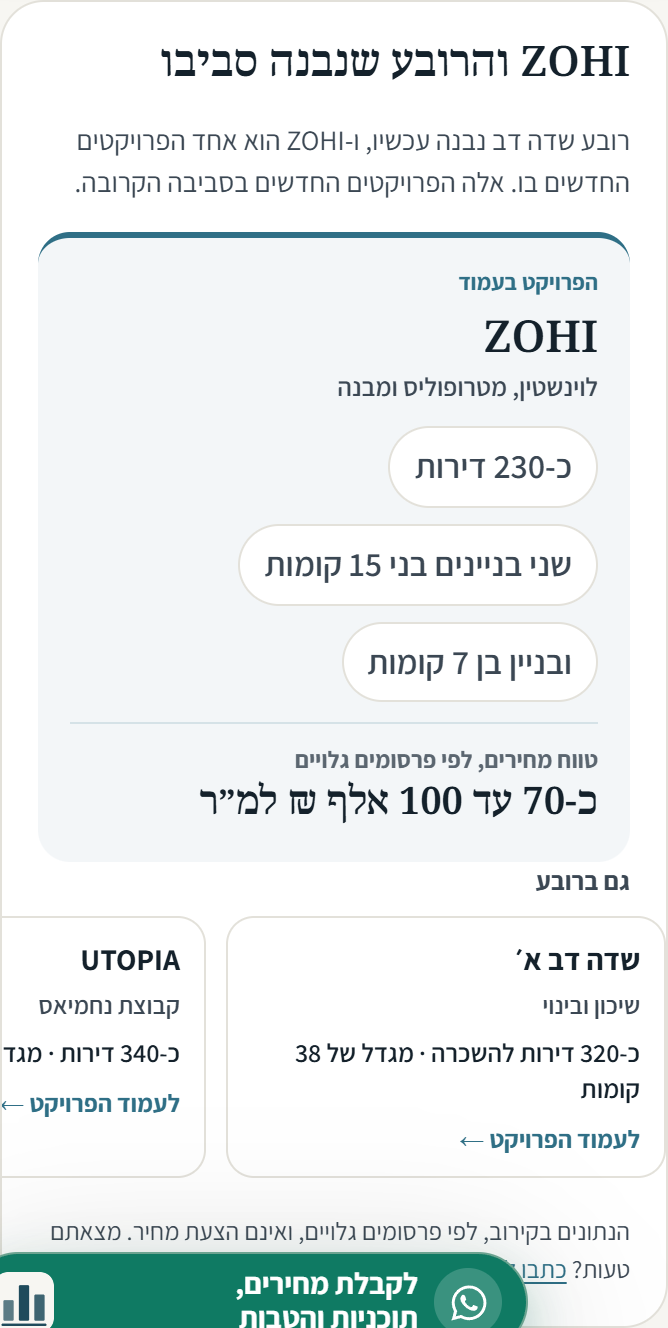 ZOHI והרובע שנבנה סביבו
רובע שדה דב נבנה עכשיו, ו-ZOHI הוא אחד הפרויקטים
החדשים בו. אלה הפרויקטים החדשים בסביבה הקרובה.
הפרויקט בעמוד
ZOHI
לוינשטין, מטרופוליס ומבנה
כ-230 דירות
שני בניינים בני 15 קומות
ובניין בן 7 קומות
טווח מחירים, לפי פרסומים גלויים
כ-70 עד 100 אלף ₪ למ״ר
גם ברובע
שדה דב א׳
שיכון ובינוי
כ-320 דירות להשכרה · מגדל של 38
קומות
לעמוד הפרויקט ←
UTOPIA
קבוצת נחמיאס
כ-340 דירות · מגד
לעמוד הפרויקט ←
הנתונים בקירוב, לפי פרסומים גלויים, ואינם הצעת מחיר. מצאתם
טעות? כתבו
לקבלת מחירים,
תוכניות והטבות